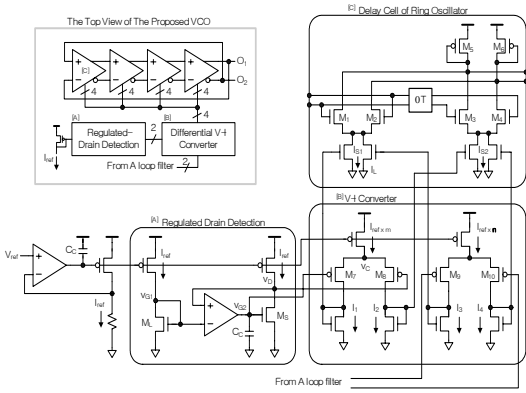 The Top View of The Proposed VCO
[C] Delay Cell of Ring Oscillator
+ + + +
− − − −
[C]
O1
O2
4 4 4 4
[A]
[B]
Regulated-
Drain Detection
2
Differential V-I
Converter
Iref
From A loop filter 2
M5 M6
0T
M1 M2 M3 M4
IS1 IS2
IL
[B] V-I Converter
[A] Regulated Drain Detection
Iref x m
Iref x n
Vref
CC
Iref
Iref
Iref
vD
vC
M7 M8 M9 M10
vG1
vG2
ML
MS
CC
I1 I2 I3 I4
From A loop filter